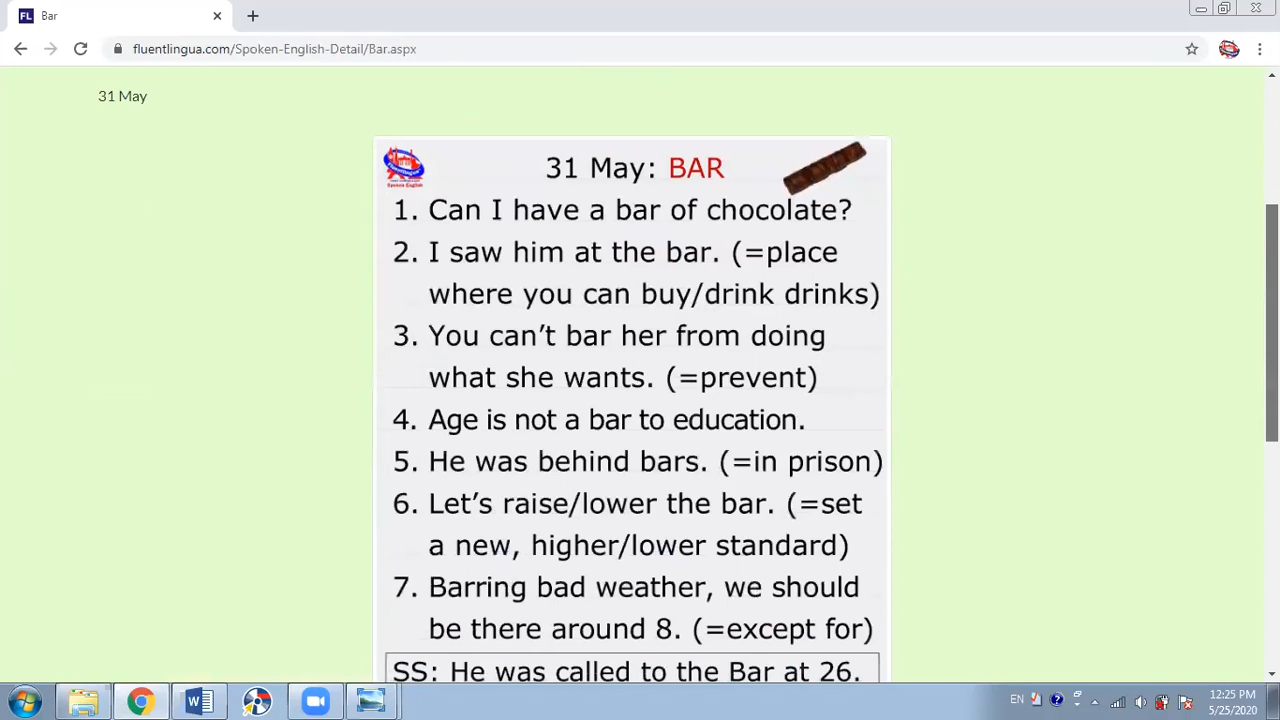 Bar
fluentlingua.com/Spoken-English-Detail/Bar.aspx
31 May
31 May: BAR
Spoken English
1. Can I have a bar of chocolate?
2. I saw him at the bar. (=place
where you can buy/drink drinks)
3. You can't bar her from doing
what she wants. (=prevent)
4. Age is not a bar to education.
5. He was behind bars. (=in prison)
6. Let's raise/lower the bar. (=set
a new, higher/lower standard)
7. Barring bad weather, we should
be there around 8. (=except for)
SS: He was called to the Bar at 26.
EN
12:25 PM
5/25/2020